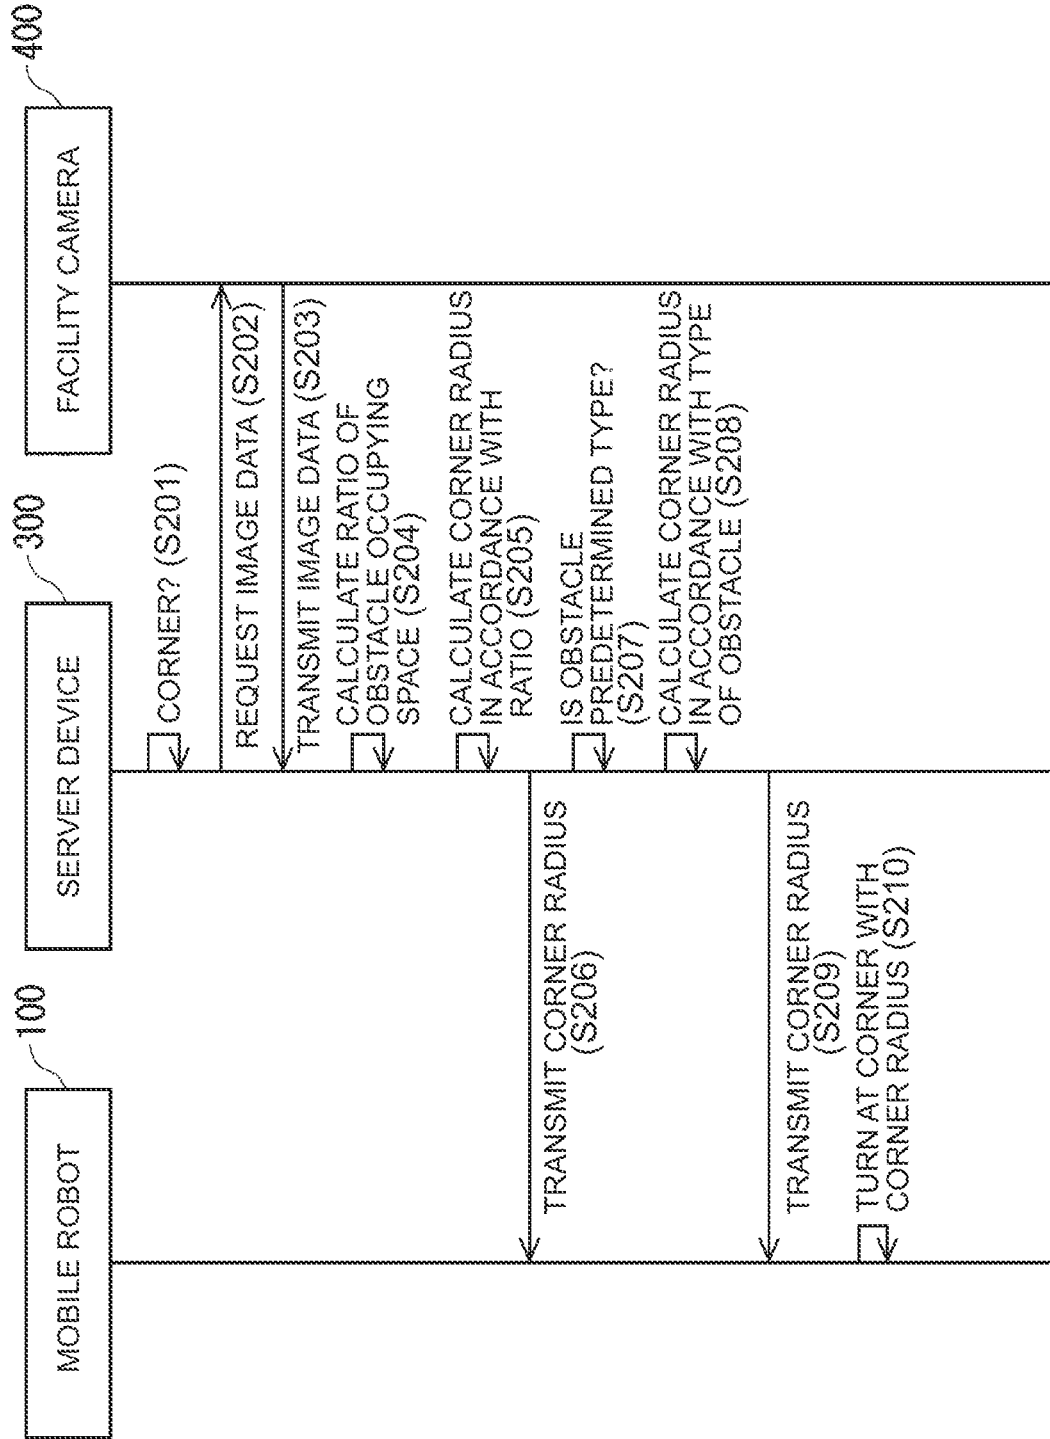 100
MOBILE ROBOT
300
SERVER DEVICE
400
FACILITY CAMERA
CORNER? (S201)
REQUEST IMAGE DATA (S202)
TRANSMIT IMAGE DATA (S203)
CALCULATE RATIO OF
OBSTACLE OCCUPYING
SPACE (S204)
CALCULATE CORNER RADIUS
IN ACCORDANCE WITH
RATIO (S205)
TRANSMIT CORNER RADIUS
(S206)
IS OBSTACLE
PREDETERMINED TYPE?
(S207)
CALCULATE CORNER RADIUS
IN ACCORDANCE WITH TYPE
OF OBSTACLE (S208)
TRANSMIT CORNER RADIUS
(S209)
TURN AT CORNER WITH
CORNER RADIUS (S210)